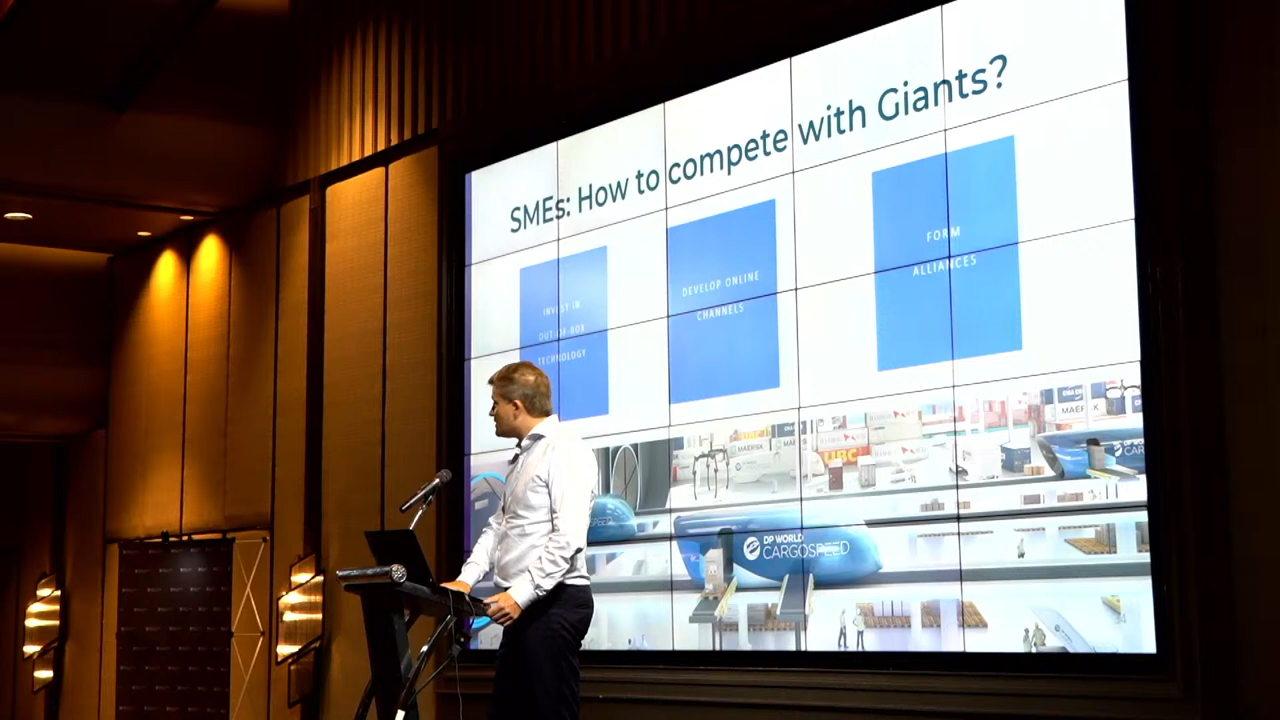 SMEs: How to compete with Giants?
INVEST IN
OUT-OF-BOX
TECHNOLOGY
DEVELOP ONLINE
CHANNELS
FORM
ALLIANCES
MAERSK
MAERSK
UBC
DP WORLD
CARGOSPEED